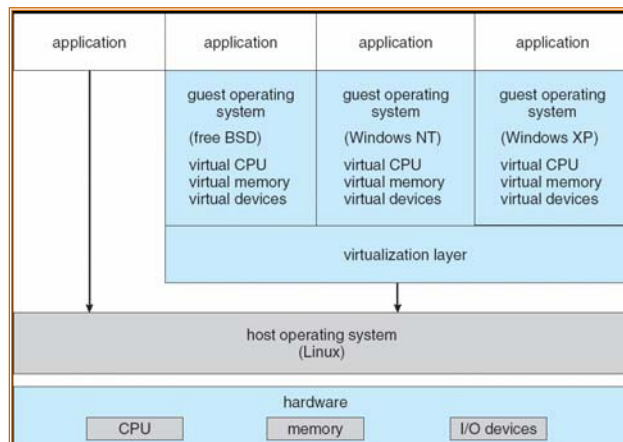 application
application
application
application
guest operating system
(free BSD)
virtual CPU
virtual memory
virtual devices
guest operating system
(Windows NT)
virtual CPU
virtual memory
virtual devices
guest operating system
(Windows XP)
virtual CPU
virtual memory
virtual devices
virtualization layer
host operating system
(Linux)
hardware
CPU
memory
I/O devices